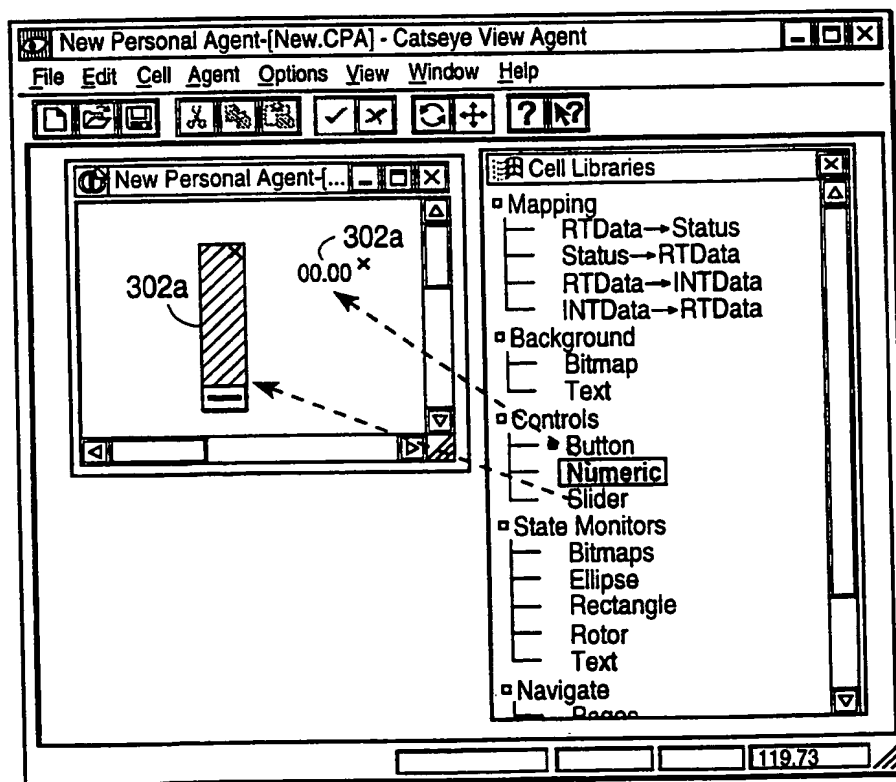 New Personal Agent-[New.CPA] - Catseye View Agent
File Edit Cell Agent Options View Window Help
New Personal Agent-[...
302a
00.00
302a
Cell Libraries
Mapping
RTData→Status
Status→RTData
RTData→INTData
INTData→RTData
Background
Bitmap
Text
Controls
Button
Numeric
Slider
State Monitors
Bitmaps
Ellipse
Rectangle
Rotor
Text
Navigate
Pages
119.73